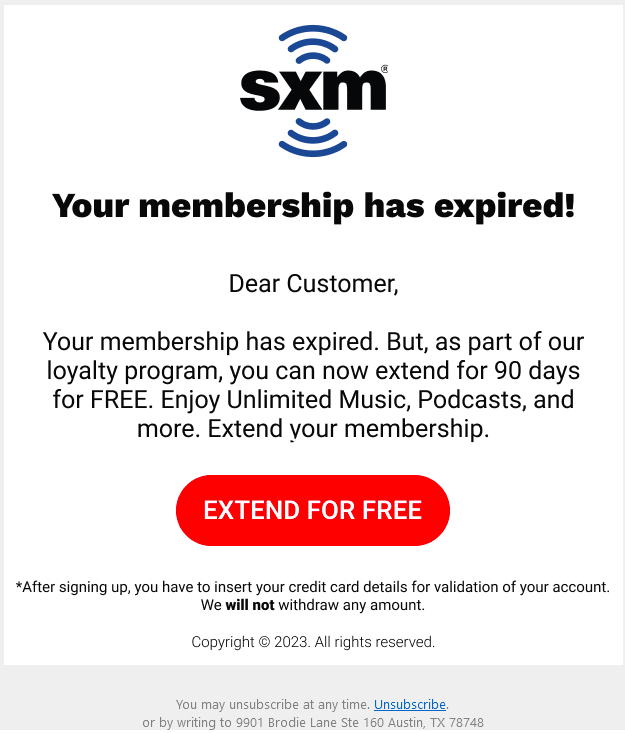 sxm®
Your membership has expired!
Dear Customer,
Your membership has expired. But, as part of our
loyalty program, you can now extend for 90 days
for FREE. Enjoy Unlimited Music, Podcasts, and
more. Extend your membership.
EXTEND FOR FREE
*After signing up, you have to insert your credit card details for validation of your account.
We will not withdraw any amount.
Copyright © 2023. All rights reserved.
You may unsubscribe at any time. Unsubscribe.
or by writing to 9901 Brodie Lane Ste 160 Austin, TX 78748